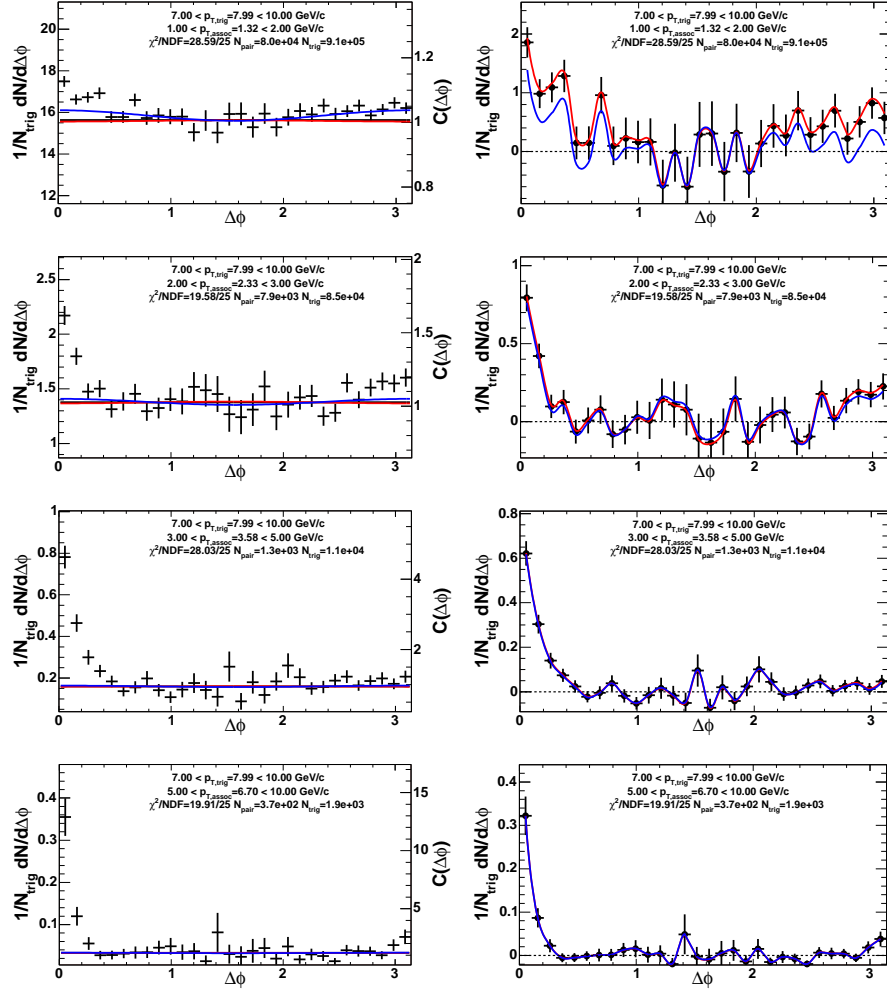 7.00 < p_T,trig=7.99 < 10.00 GeV/c
1.00 < p_T,assoc=1.32 < 2.00 GeV/c
χ²/NDF=28.59/25 N_pair=8.0e+04 N_trig=9.1e+05
1/N_trig dN/dΔϕ
C(Δϕ)
20
18
16
14
12
1.2
1
0.8
0 1 2 3
Δϕ
7.00 < p_T,trig=7.99 < 10.00 GeV/c
1.00 < p_T,assoc=1.32 < 2.00 GeV/c
χ²/NDF=28.59/25 N_pair=8.0e+04 N_trig=9.1e+05
1/N_trig dN/dΔϕ
2
1
0
1 2 3
Δϕ
7.00 < p_T,trig=7.99 < 10.00 GeV/c
2.00 < p_T,assoc=2.33 < 3.00 GeV/c
χ²/NDF=19.58/25 N_pair=7.9e+03 N_trig=8.5e+04
1/N_trig dN/dΔϕ
C(Δϕ)
2.5
2
1.5
1
2
1.5
1
0 1 2 3
Δϕ
7.00 < p_T,trig=7.99 < 10.00 GeV/c
2.00 < p_T,assoc=2.33 < 3.00 GeV/c
χ²/NDF=19.58/25 N_pair=7.9e+03 N_trig=8.5e+04
1/N_trig dN/dΔϕ
1
0.5
0
1 2 3
Δϕ
7.00 < p_T,trig=7.99 < 10.00 GeV/c
3.00 < p_T,assoc=3.58 < 5.00 GeV/c
χ²/NDF=28.03/25 N_pair=1.3e+03 N_trig=1.1e+04
1/N_trig dN/dΔϕ
C(Δϕ)
1
0.8
0.6
0.4
0.2
4
2
0 1 2 3
Δϕ
7.00 < p_T,trig=7.99 < 10.00 GeV/c
3.00 < p_T,assoc=3.58 < 5.00 GeV/c
χ²/NDF=28.03/25 N_pair=1.3e+03 N_trig=1.1e+04
1/N_trig dN/dΔϕ
0.8
0.6
0.4
0.2
0
1 2 3
Δϕ
7.00 < p_T,trig=7.99 < 10.00 GeV/c
5.00 < p_T,assoc=6.70 < 10.00 GeV/c
χ²/NDF=19.91/25 N_pair=3.7e+02 N_trig=1.9e+03
1/N_trig dN/dΔϕ
C(Δϕ)
0.4
0.3
0.2
0.1
15
10
5
0 1 2 3
Δϕ
7.00 < p_T,trig=7.99 < 10.00 GeV/c
5.00 < p_T,assoc=6.70 < 10.00 GeV/c
χ²/NDF=19.91/25 N_pair=3.7e+02 N_trig=1.9e+03
1/N_trig dN/dΔϕ
0.4
0.3
0.2
0.1
0
1 2 3
Δϕ